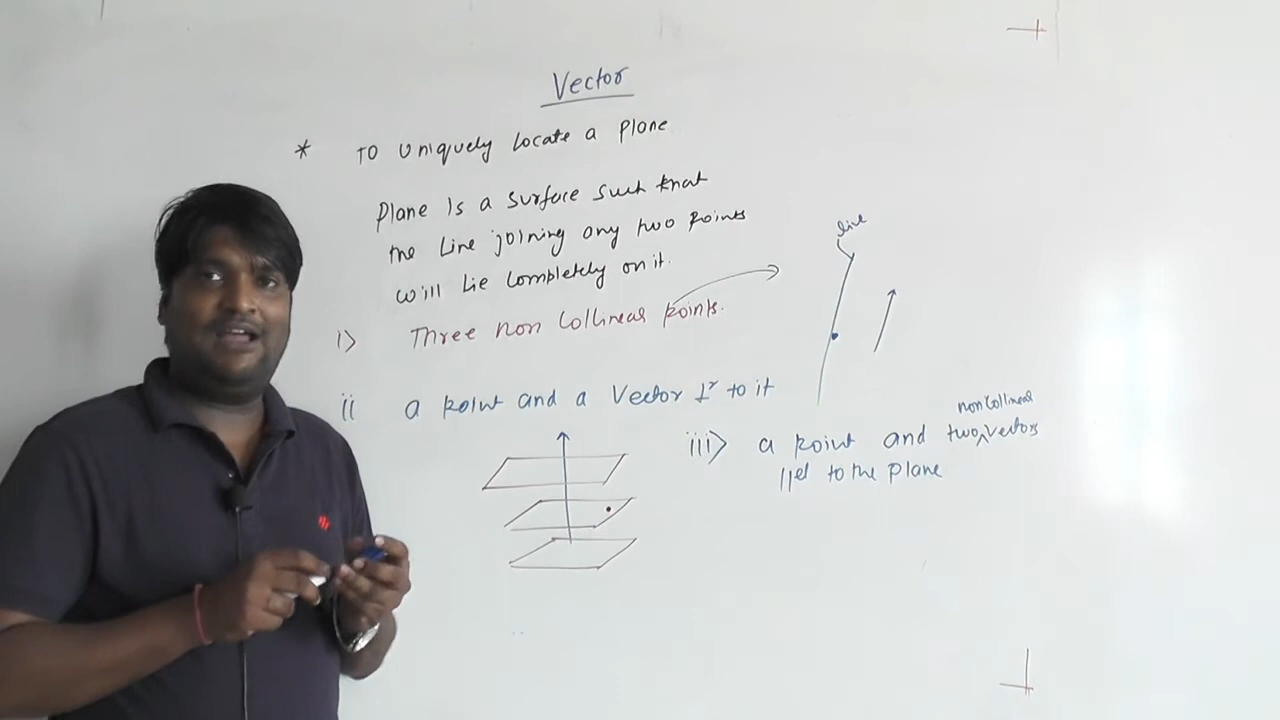 Vector
* To Uniquely Locate a Plane
Plane is a surface such that
the Line joining any two points
will lie completely on it.
i) Three non collinear points.
line
ii a point and a Vector ⊥r to it
non collinear
iii) a point and two ^ vectors
||el to the plane